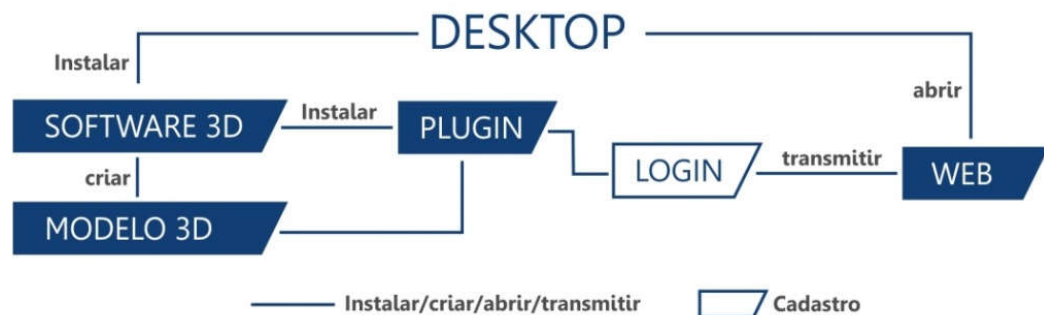 DESKTOP
Instalar
abrir
SOFTWARE 3D
Instalar
PLUGIN
LOGIN
transmitir
WEB
criar
MODELO 3D
Instalar/criar/abrir/transmitir
Cadastro